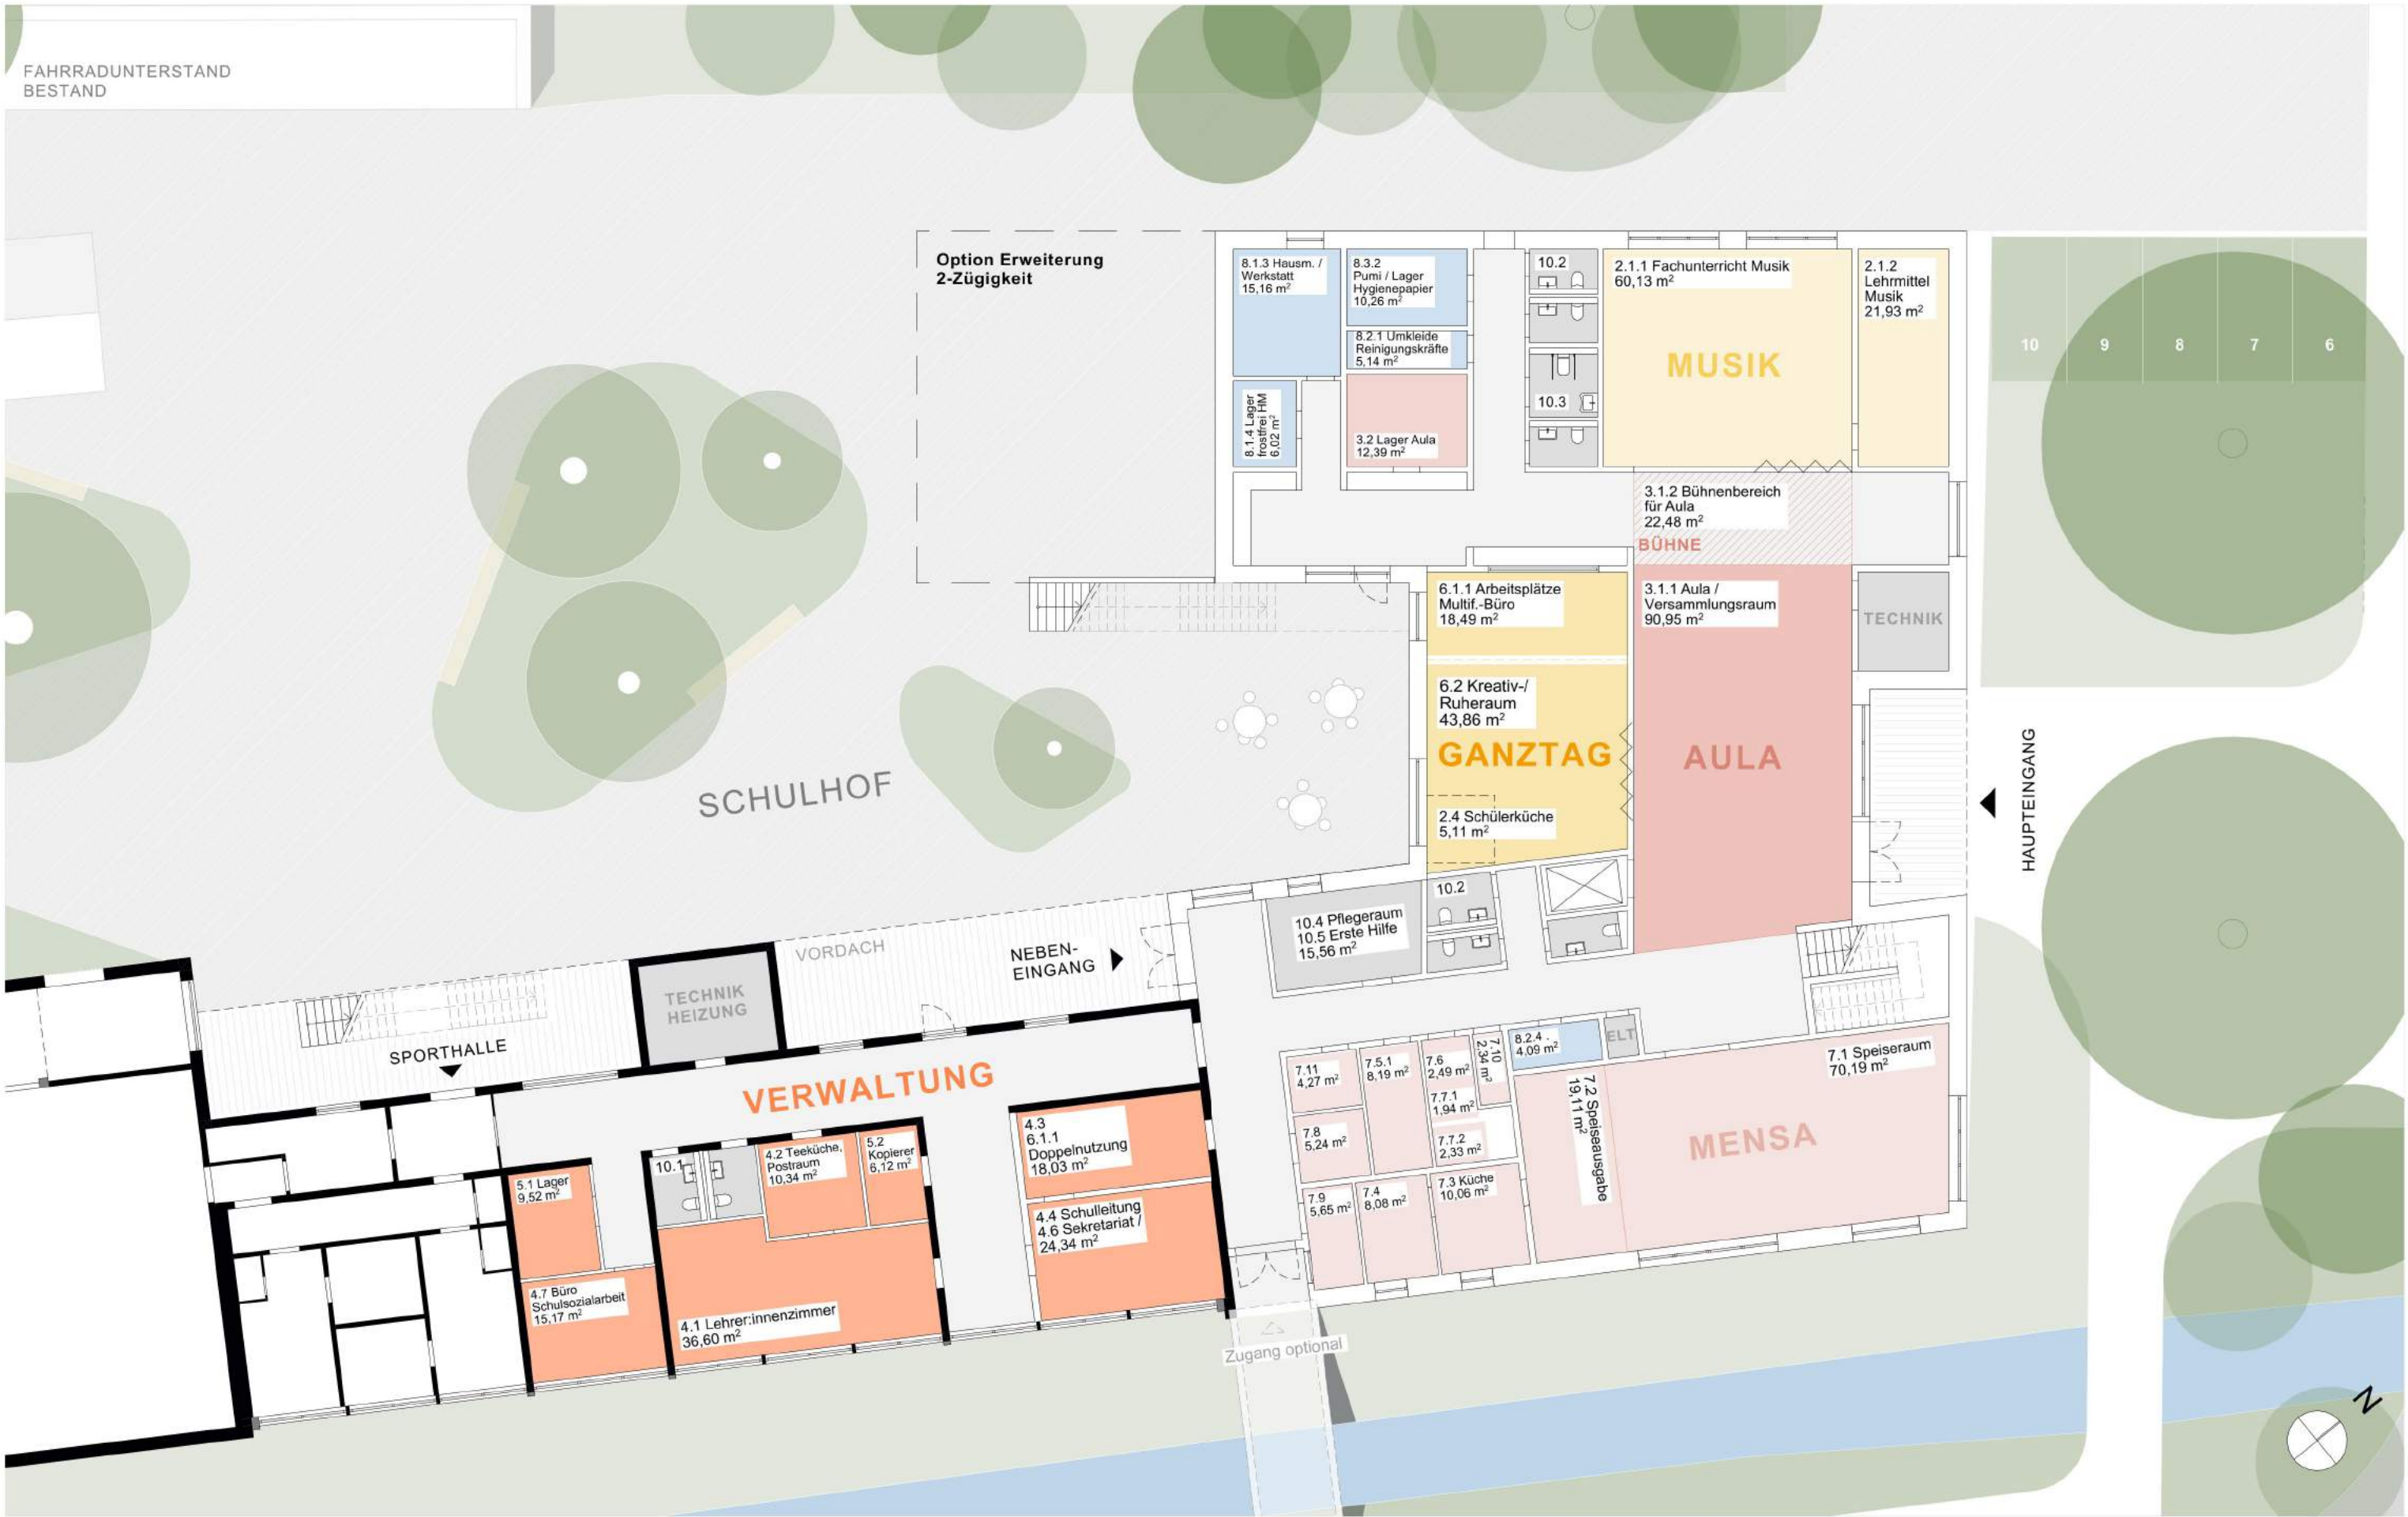 FAHRRADUNTERSTAND
BESTAND
Option Erweiterung
2-Zügigkeit
8.1.3 Hausm. /
Werkstatt
15,16 m²
8.3.2
Pumi / Lager
Hygienepapier
10,26 m²
8.2.1 Umkleide
Reinigungskräfte
5,14 m²
8.1.4 Lager
frostfrei HM
6,02 m²
3.2 Lager Aula
12,39 m²
10.2
10.3
2.1.1 Fachunterricht Musik
60,13 m²
MUSIK
2.1.2
Lehrmittel
Musik
21,93 m²
10
9
8
7
6
3.1.2 Bühnenbereich
für Aula
22,48 m²
BÜHNE
6.1.1 Arbeitsplätze
Multif.-Büro
18,49 m²
3.1.1 Aula /
Versammlungsraum
90,95 m²
TECHNIK
6.2 Kreativ-/
Ruheraum
43,86 m²
GANZTAG
AULA
2.4 Schülerküche
5,11 m²
HAUPTEINGANG
SCHULHOF
10.4 Pflegeraum
10.5 Erste Hilfe
15,56 m²
10.2
VORDACH
NEBEN-
EINGANG
TECHNIK
HEIZUNG
SPORTHALLE
VERWALTUNG
7.11
4,27 m²
7.5.1
8,19 m²
7.6
2,49 m²
7.10
2,34 m²
8.2.4 .
4,09 m²
ELT
7.1 Speiseraum
70,19 m²
7.7.1
1,94 m²
7.2 Speiseausgabe
19,11 m²
MENSA
7.8
5,24 m²
7.7.2
2,33 m²
7.9
5,65 m²
7.4
8,08 m²
7.3 Küche
10,06 m²
4.3
6.1.1
Doppelnutzung
18,03 m²
10.1
4.2 Teeküche,
Postraum
10,34 m²
5.2
Kopierer
6,12 m²
5.1 Lager
9,52 m²
4.4 Schulleitung
4.6 Sekretariat /
24,34 m²
4.7 Büro
Schulsozialarbeit
15,17 m²
4.1 Lehrer:innenzimmer
36,60 m²
Zugang optional
N